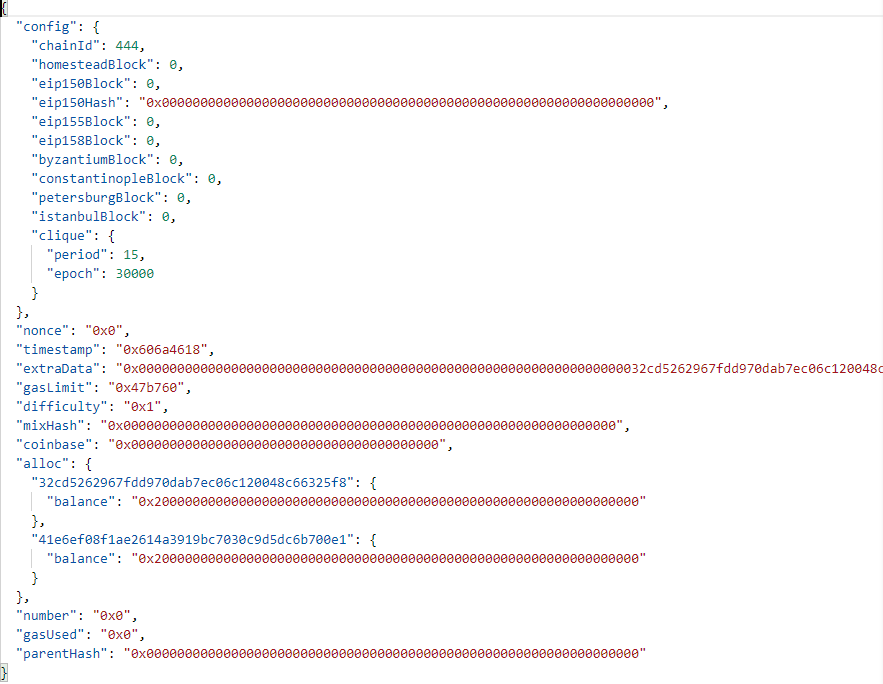 {
"config": {
"chainId": 444,
"homesteadBlock": 0,
"eip150Block": 0,
"eip150Hash": "0x0000000000000000000000000000000000000000000000000000000000000000",
"eip155Block": 0,
"eip158Block": 0,
"byzantiumBlock": 0,
"constantinopleBlock": 0,
"petersburgBlock": 0,
"istanbulBlock": 0,
"clique": {
"period": 15,
"epoch": 30000
}
},
"nonce": "0x0",
"timestamp": "0x606a4618",
"extraData": "0x000000000000000000000000000000000000000000000000000000000000000032cd5262967fdd970dab7ec06c120048c
"gasLimit": "0x47b760",
"difficulty": "0x1",
"mixHash": "0x0000000000000000000000000000000000000000000000000000000000000000",
"coinbase": "0x0000000000000000000000000000000000000000",
"alloc": {
"32cd5262967fdd970dab7ec06c120048c66325f8": {
"balance": "0x200000000000000000000000000000000000000000000000000000000000000"
},
"41e6ef08f1ae2614a3919bc7030c9d5dc6b700e1": {
"balance": "0x200000000000000000000000000000000000000000000000000000000000000"
}
},
"number": "0x0",
"gasUsed": "0x0",
"parentHash": "0x0000000000000000000000000000000000000000000000000000000000000000"
}